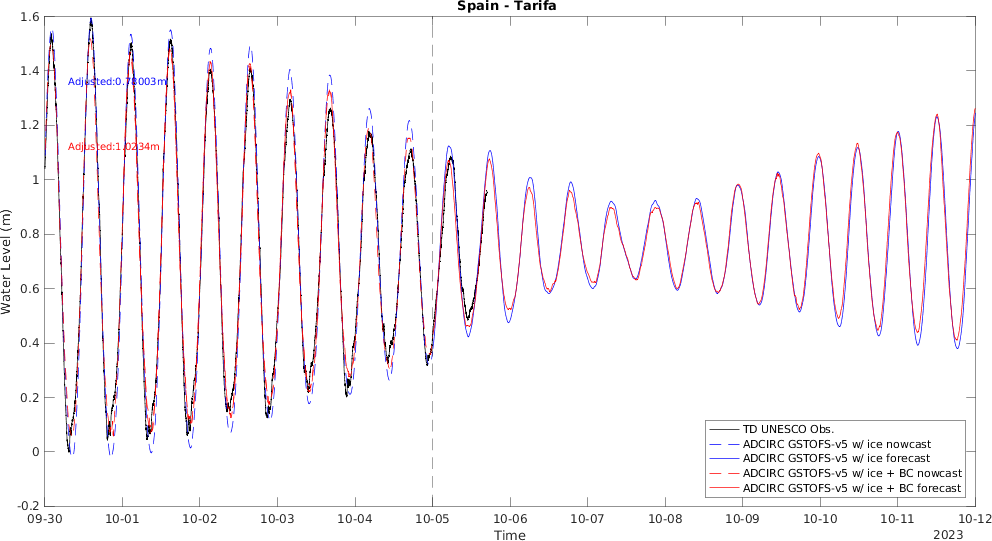 Spain - Tarifa
1.6
1.4
1.2
1
0.8
0.6
0.4
0.2
0
-0.2
Water Level (m)
Adjusted:0.78003m
Adjusted:1.0234m
TD UNESCO Obs.
ADCIRC GSTOFS-v5 w/ ice nowcast
ADCIRC GSTOFS-v5 w/ ice forecast
ADCIRC GSTOFS-v5 w/ ice + BC nowcast
ADCIRC GSTOFS-v5 w/ ice + BC forecast
09-30 10-01 10-02 10-03 10-04 10-05 10-06 10-07 10-08 10-09 10-10 10-11 10-12
Time
2023